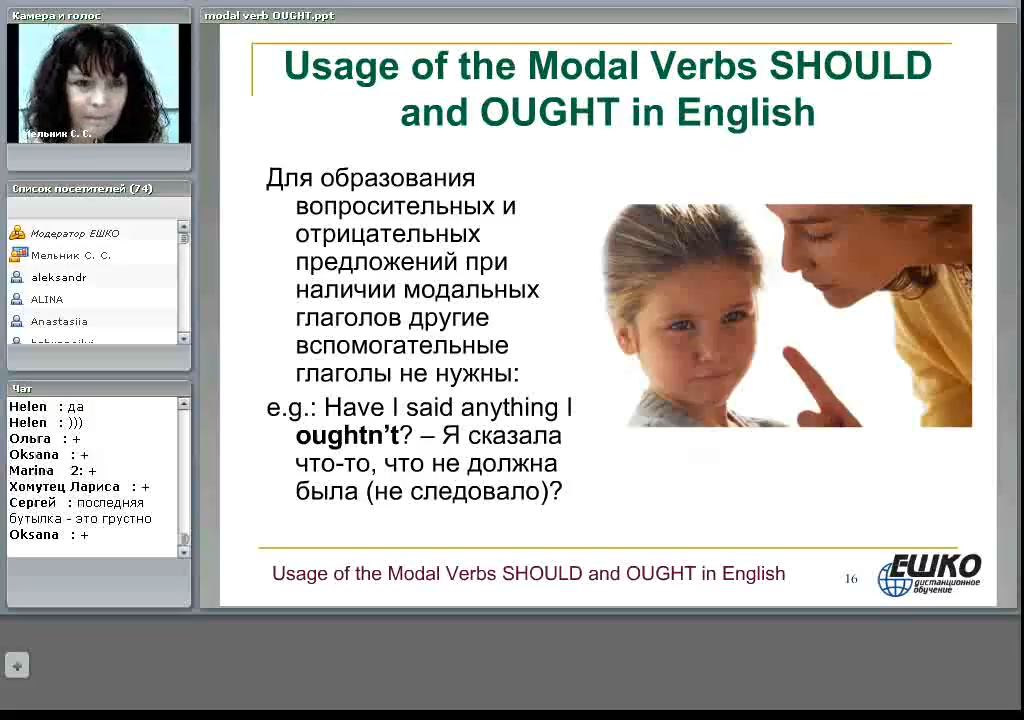 Камера и голос
Мельник С. С.
Список посетителей (74)
Модератор ЕШКО
Мельник С. С.
aleksandr
ALINA
Anastasiia
Чат
Helen : да
Helen : )))
Ольга : +
Oksana : +
Marina 2: +
Хомутец Лариса : +
Сергей : последняя
бутылка - это грустно
Oksana : +
modal verb OUGHT.ppt
Usage of the Modal Verbs SHOULD
and OUGHT in English
Для образования
вопросительных и
отрицательных
предложений при
наличии модальных
глаголов другие
вспомогательные
глаголы не нужны:
e.g.: Have I said anything I
oughtn't? – Я сказала
что-то, что не должна
была (не следовало)?
Usage of the Modal Verbs SHOULD and OUGHT in English
16
ЕШКО
дистанционное
обучение